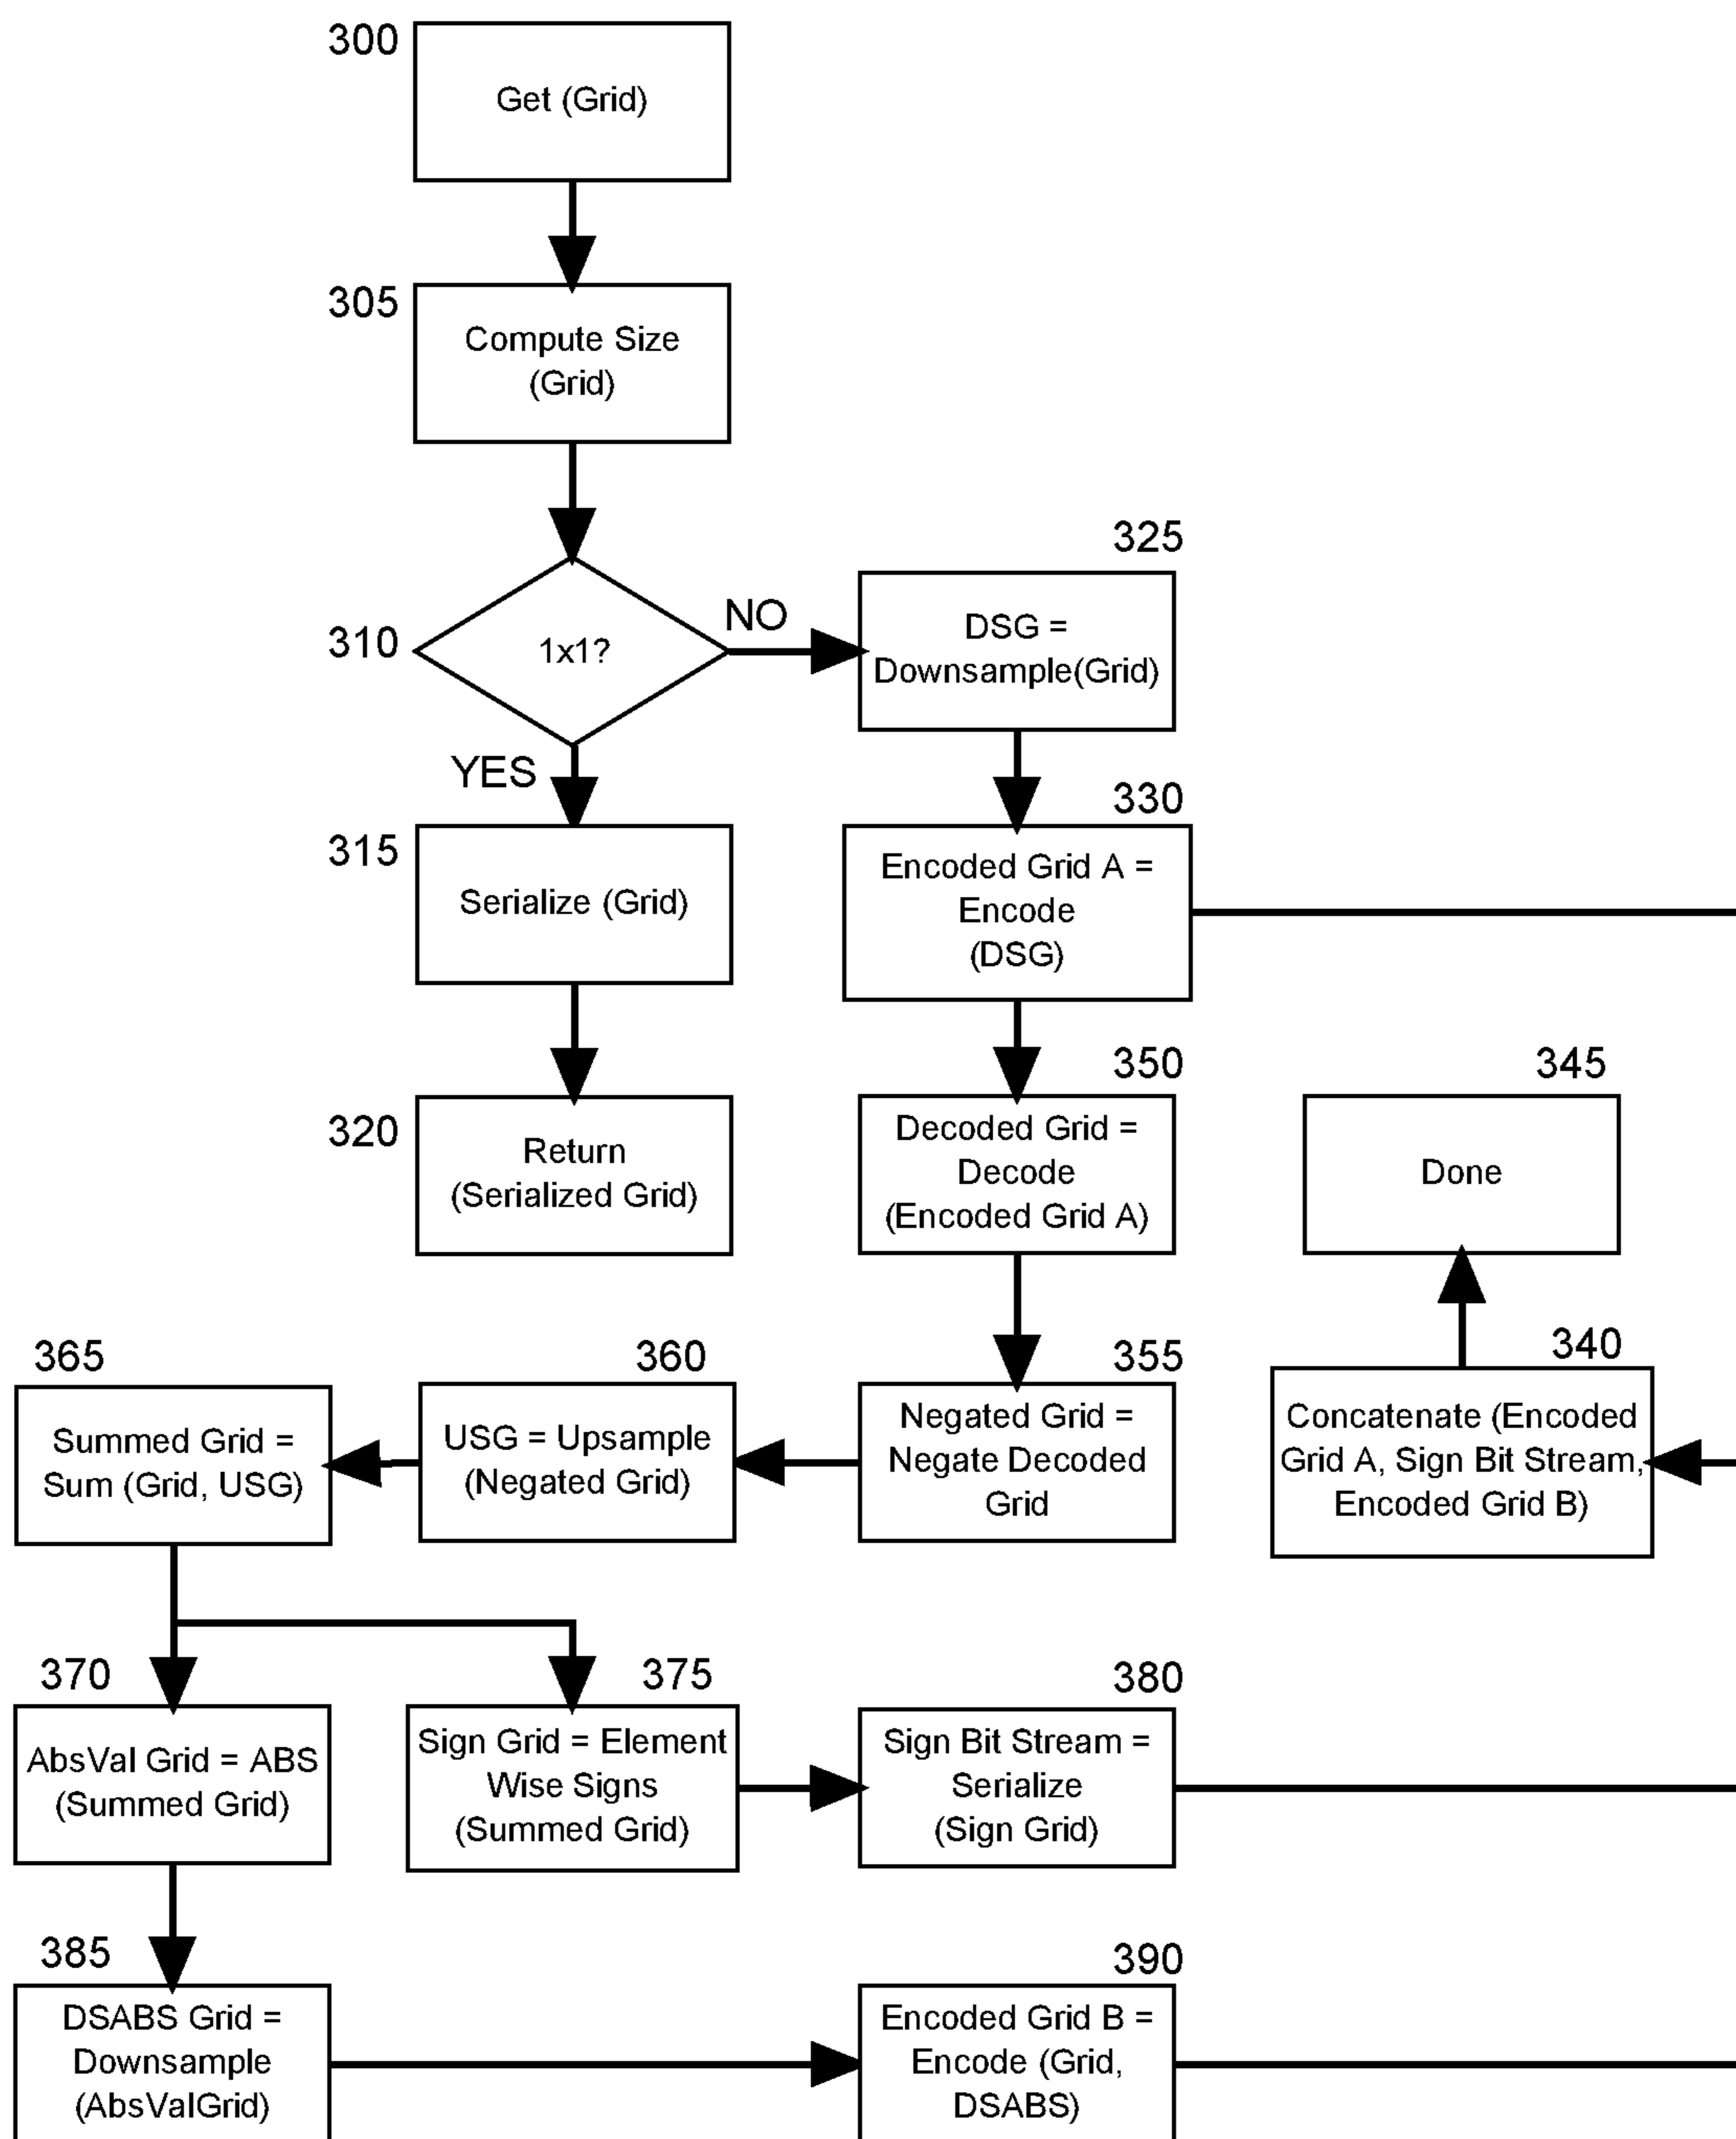 300
Get (Grid)
305
Compute Size
(Grid)
310
1x1?
NO
YES
325
DSG =
Downsample(Grid)
315
Serialize (Grid)
330
Encoded Grid A =
Encode
(DSG)
320
Return
(Serialized Grid)
350
Decoded Grid =
Decode
(Encoded Grid A)
345
Done
365
Summed Grid =
Sum (Grid, USG)
360
USG = Upsample
(Negated Grid)
355
Negated Grid =
Negate Decoded
Grid
340
Concatenate (Encoded
Grid A, Sign Bit Stream,
Encoded Grid B)
370
AbsVal Grid = ABS
(Summed Grid)
375
Sign Grid = Element
Wise Signs
(Summed Grid)
380
Sign Bit Stream =
Serialize
(Sign Grid)
385
DSABS Grid =
Downsample
(AbsValGrid)
390
Encoded Grid B =
Encode (Grid,
DSABS)